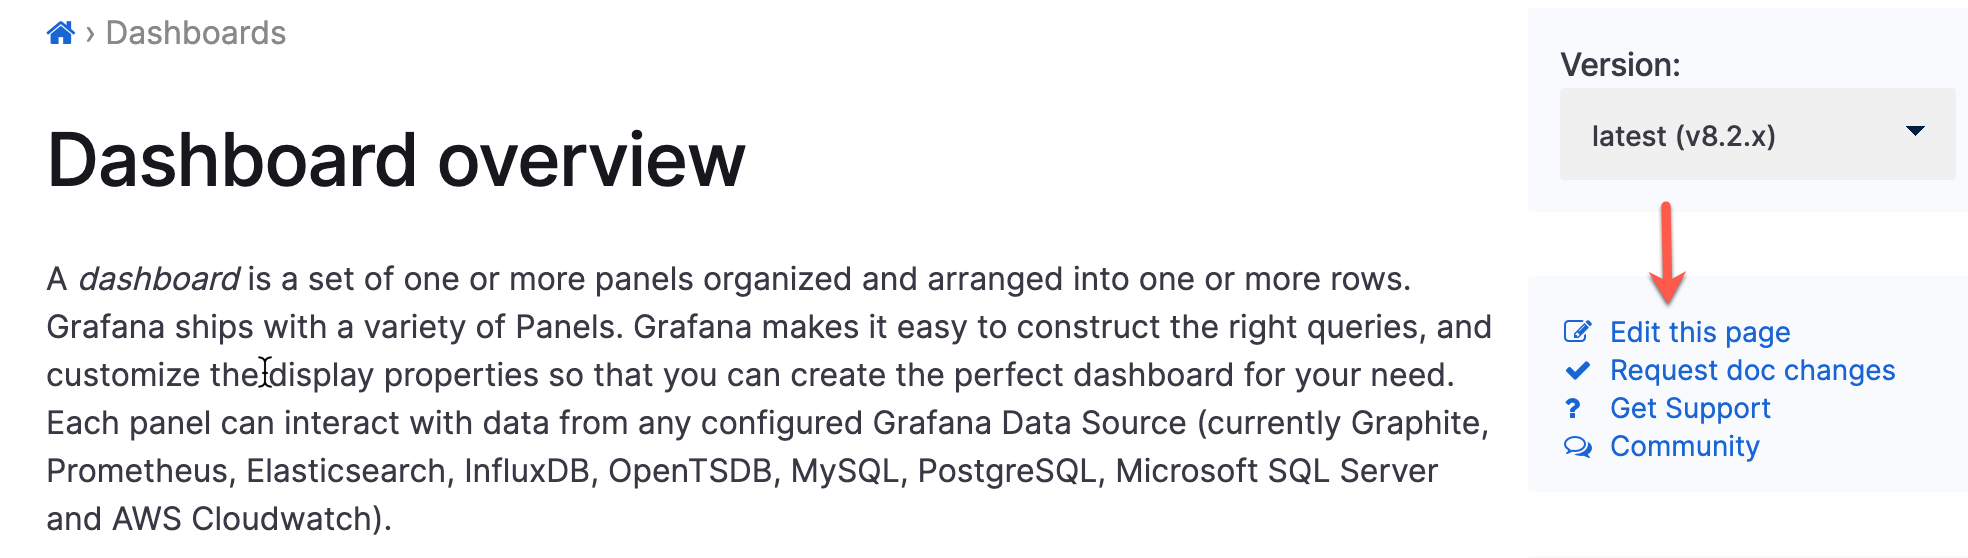 › Dashboards
Dashboard overview
A dashboard is a set of one or more panels organized and arranged into one or more rows.
Grafana ships with a variety of Panels. Grafana makes it easy to construct the right queries, and
customize the display properties so that you can create the perfect dashboard for your need.
Each panel can interact with data from any configured Grafana Data Source (currently Graphite,
Prometheus, Elasticsearch, InfluxDB, OpenTSDB, MySQL, PostgreSQL, Microsoft SQL Server
and AWS Cloudwatch).
Version:
latest (v8.2.x)
Edit this page
Request doc changes
? Get Support
Community